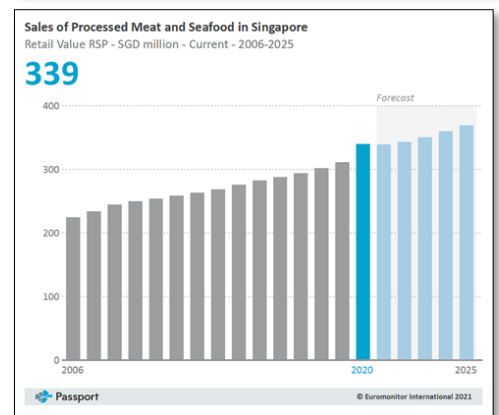 Sales of Processed Meat and Seafood in Singapore
Retail Value RSP - SGD million - Current - 2006-2025
339
Forecast
400
300
200
100
0
2006
2020
2025
Passport
© Euromonitor International 2021